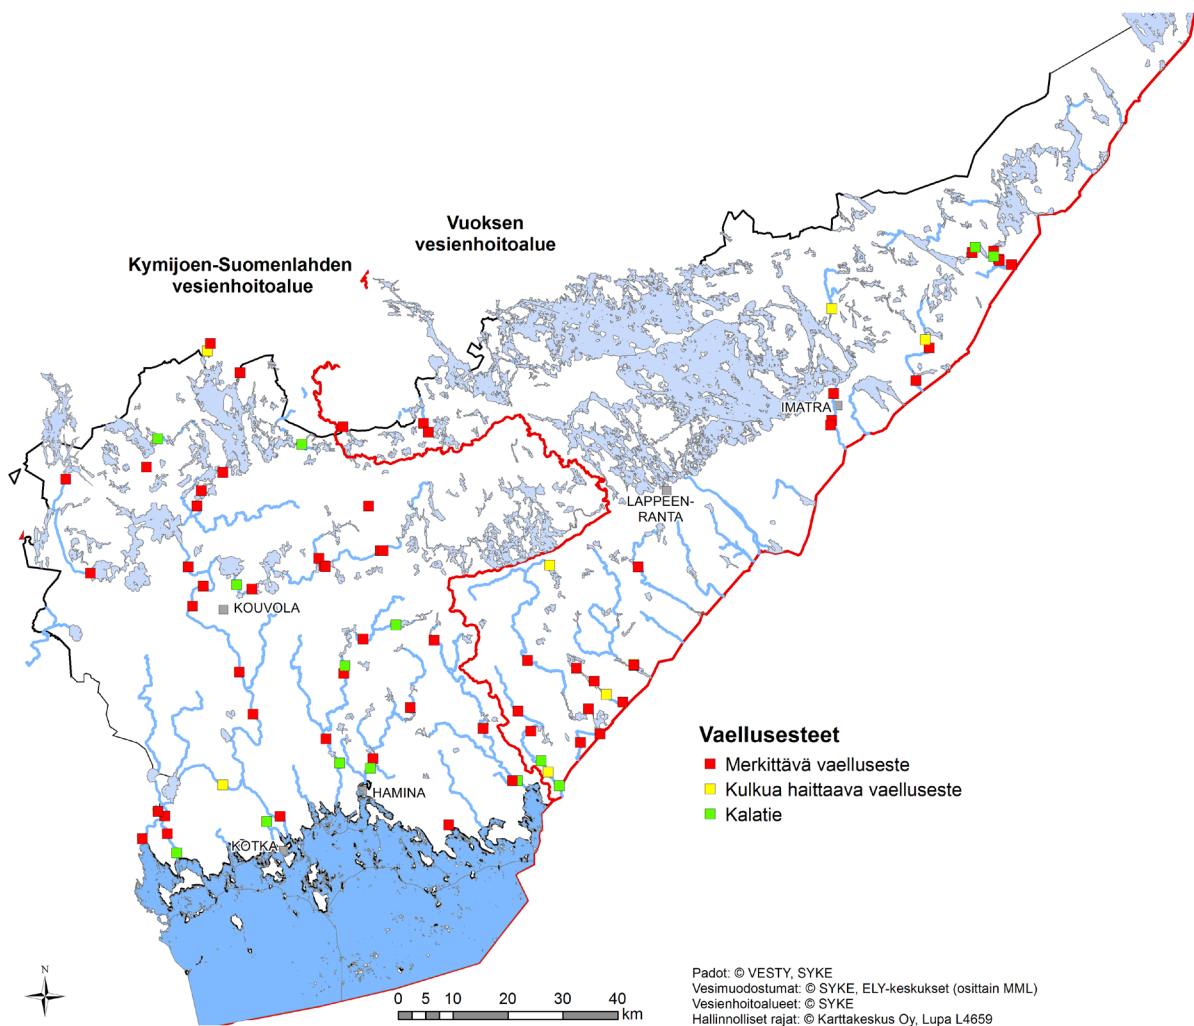 Vuoksen
vesienhoitoalue
Kymijoen-Suomenlahden
vesienhoitoalue
IMATRA
LAPPEEN-
RANTA
KOUVOLA
HAMINA
KOTKA
Vaellusesteet
Merkittävä vaelluseste
Kulkua haittaava vaelluseste
Kalatie
N
0 5 10 20 30 40
km
Padot: © VESTY, SYKE
Vesimuodostumat: © SYKE, ELY-keskukset (osittain MML)
Vesienhoitoalueet: © SYKE
Hallinnolliset rajat: © Karttakeskus Oy, Lupa L4659